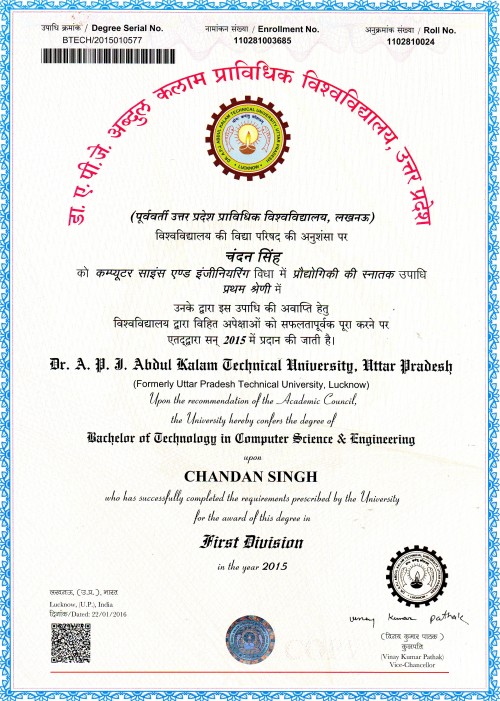 उपाधि क्रमांक / Degree Serial No.
BTECH/2015010577
नामांकन संख्या / Enrollment No.
110281003685
अनुक्रमांक संख्या / Roll No.
1102810024
डा. ए. पी.जे. अब्दुल कलाम प्राविधिक विश्वविद्यालय, उत्तर प्रदेश
(पूर्ववर्ती उत्तर प्रदेश प्राविधिक विश्वविद्यालय, लखनऊ)
विश्वविद्यालय की विद्या परिषद की अनुशंसा पर
चंदन सिंह
को कम्प्यूटर साइंस एण्ड इंजीनियरिंग विधा में प्रौद्योगिकी की स्नातक उपाधि
प्रथम श्रेणी में
उनके द्वारा इस उपाधि की अवाप्ति हेतु
विश्वविद्यालय द्वारा विहित अपेक्षाओं को सफलतापूर्वक पूरा करने पर
एतद्द्वारा सन् 2015 में प्रदान की जाती है।
Dr. A. P. J. Abdul Kalam Technical University, Uttar Pradesh
(Formerly Uttar Pradesh Technical University, Lucknow)
Upon the recommendation of the Academic Council,
the University hereby confers the degree of
Bachelor of Technology in Computer Science & Engineering
upon
CHANDAN SINGH
who has successfully completed the requirements prescribed by the University
for the award of this degree in
First Division
in the year 2015
लखनऊ, (उ.प्र.), भारत
Lucknow, (U.P.), India
दिनांक/Dated: 22/01/2016
Vinay Kumar Pathak
(विनय कुमार पाठक)
कुलपति
(Vinay Kumar Pathak)
Vice-Chancellor